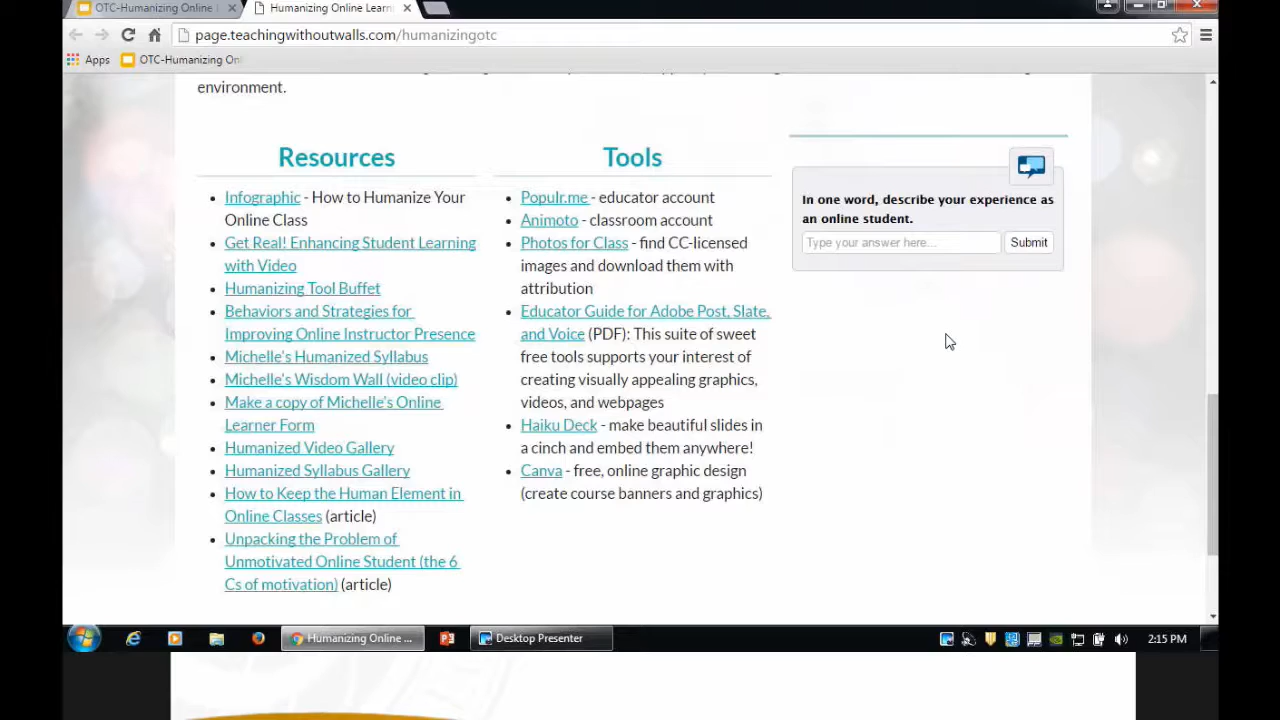 OTC-Humanizing Online
Humanizing Online Learn
page.teachingwithoutwalls.com/humanizingotc
Apps
OTC-Humanizing Onl
environment.
Resources
Infographic - How to Humanize Your
Online Class
Get Real! Enhancing Student Learning
with Video
Humanizing Tool Buffet
Behaviors and Strategies for
Improving Online Instructor Presence
Michelle's Humanized Syllabus
Michelle's Wisdom Wall (video clip)
Make a copy of Michelle's Online
Learner Form
Humanized Video Gallery
Humanized Syllabus Gallery
How to Keep the Human Element in
Online Classes (article)
Unpacking the Problem of
Unmotivated Online Student (the 6
Cs of motivation) (article)
Tools
Populr.me - educator account
Animoto - classroom account
Photos for Class - find CC-licensed
images and download them with
attribution
Educator Guide for Adobe Post, Slate,
and Voice (PDF): This suite of sweet
free tools supports your interest of
creating visually appealing graphics,
videos, and webpages
Haiku Deck - make beautiful slides in
a cinch and embed them anywhere!
Canva - free, online graphic design
(create course banners and graphics)
In one word, describe your experience as
an online student.
Type your answer here...
Submit
Humanizing Online ...
Desktop Presenter
2:15 PM